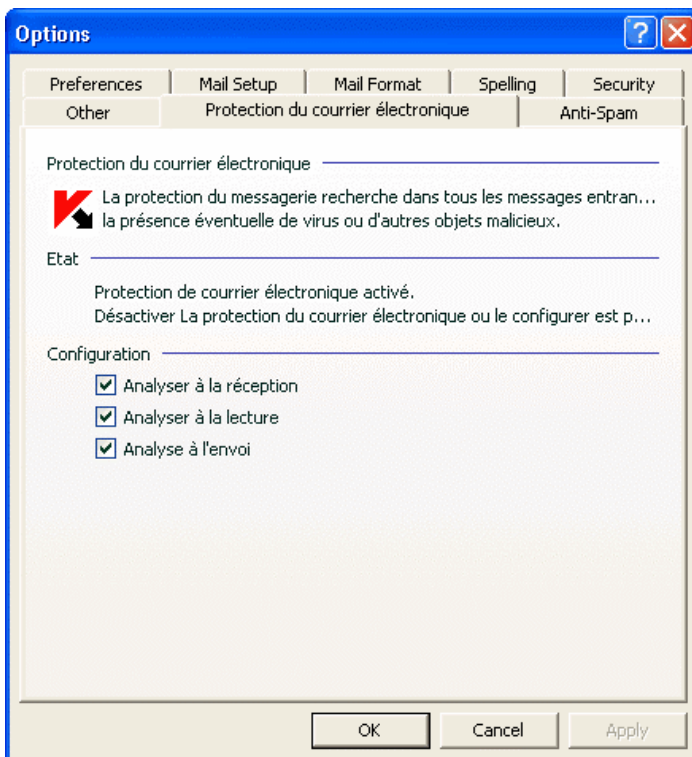 Options
Preferences Mail Setup Mail Format Spelling Security
Other Protection du courrier électronique Anti-Spam
Protection du courrier électronique
La protection du messagerie recherche dans tous les messages entran...
la présence éventuelle de virus ou d'autres objets malicieux.
Etat
Protection de courrier électronique activé.
Désactiver La protection du courrier électronique ou le configurer est p...
Configuration
Analyser à la réception
Analyser à la lecture
Analyse à l'envoi
OK Cancel Apply